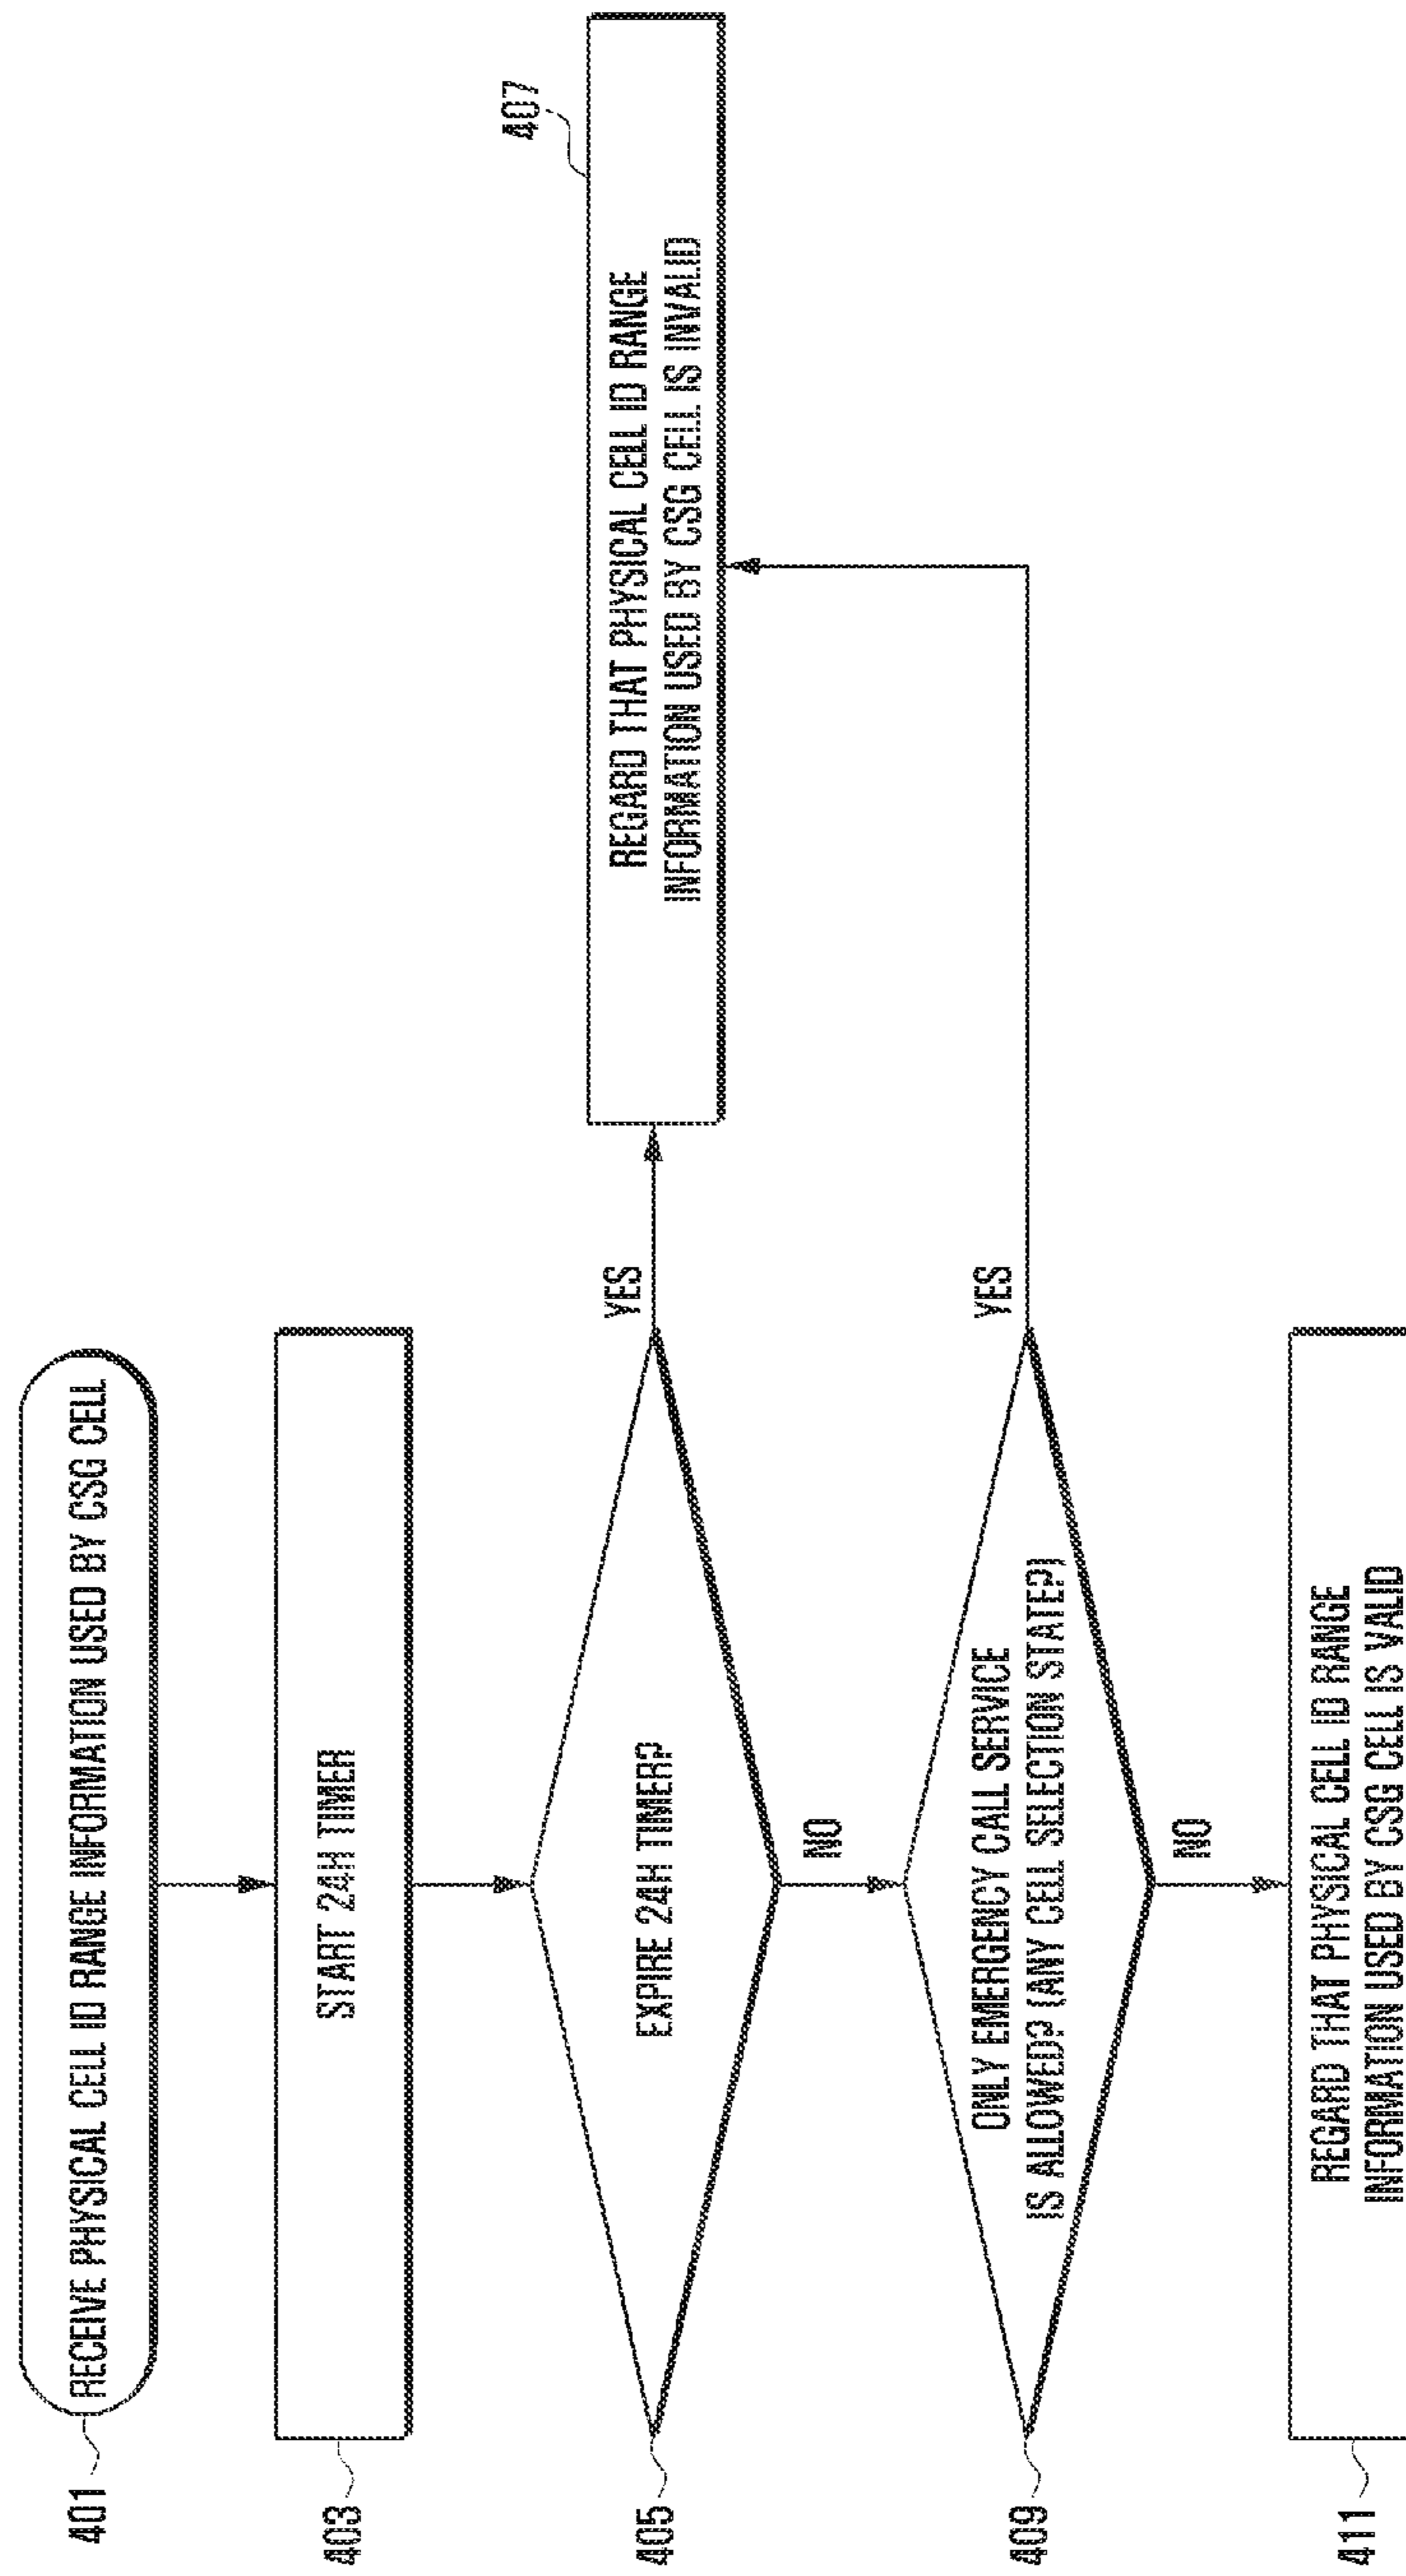 401
RECEIVE PHYSICAL CELL ID RANGE INFORMATION USED BY CSG CELL
403
START 24H TIMER
405
EXPIRE 24H TIMER?
YES
407
REGARD THAT PHYSICAL CELL ID RANGE
INFORMATION USED BY CSG CELL IS INVALID
NO
409
ONLY EMERGENCY CALL SERVICE
IS ALLOWED? (ANY CELL SELECTION STATE?)
YES
NO
411
REGARD THAT PHYSICAL CELL ID RANGE
INFORMATION USED BY CSG CELL IS VALID